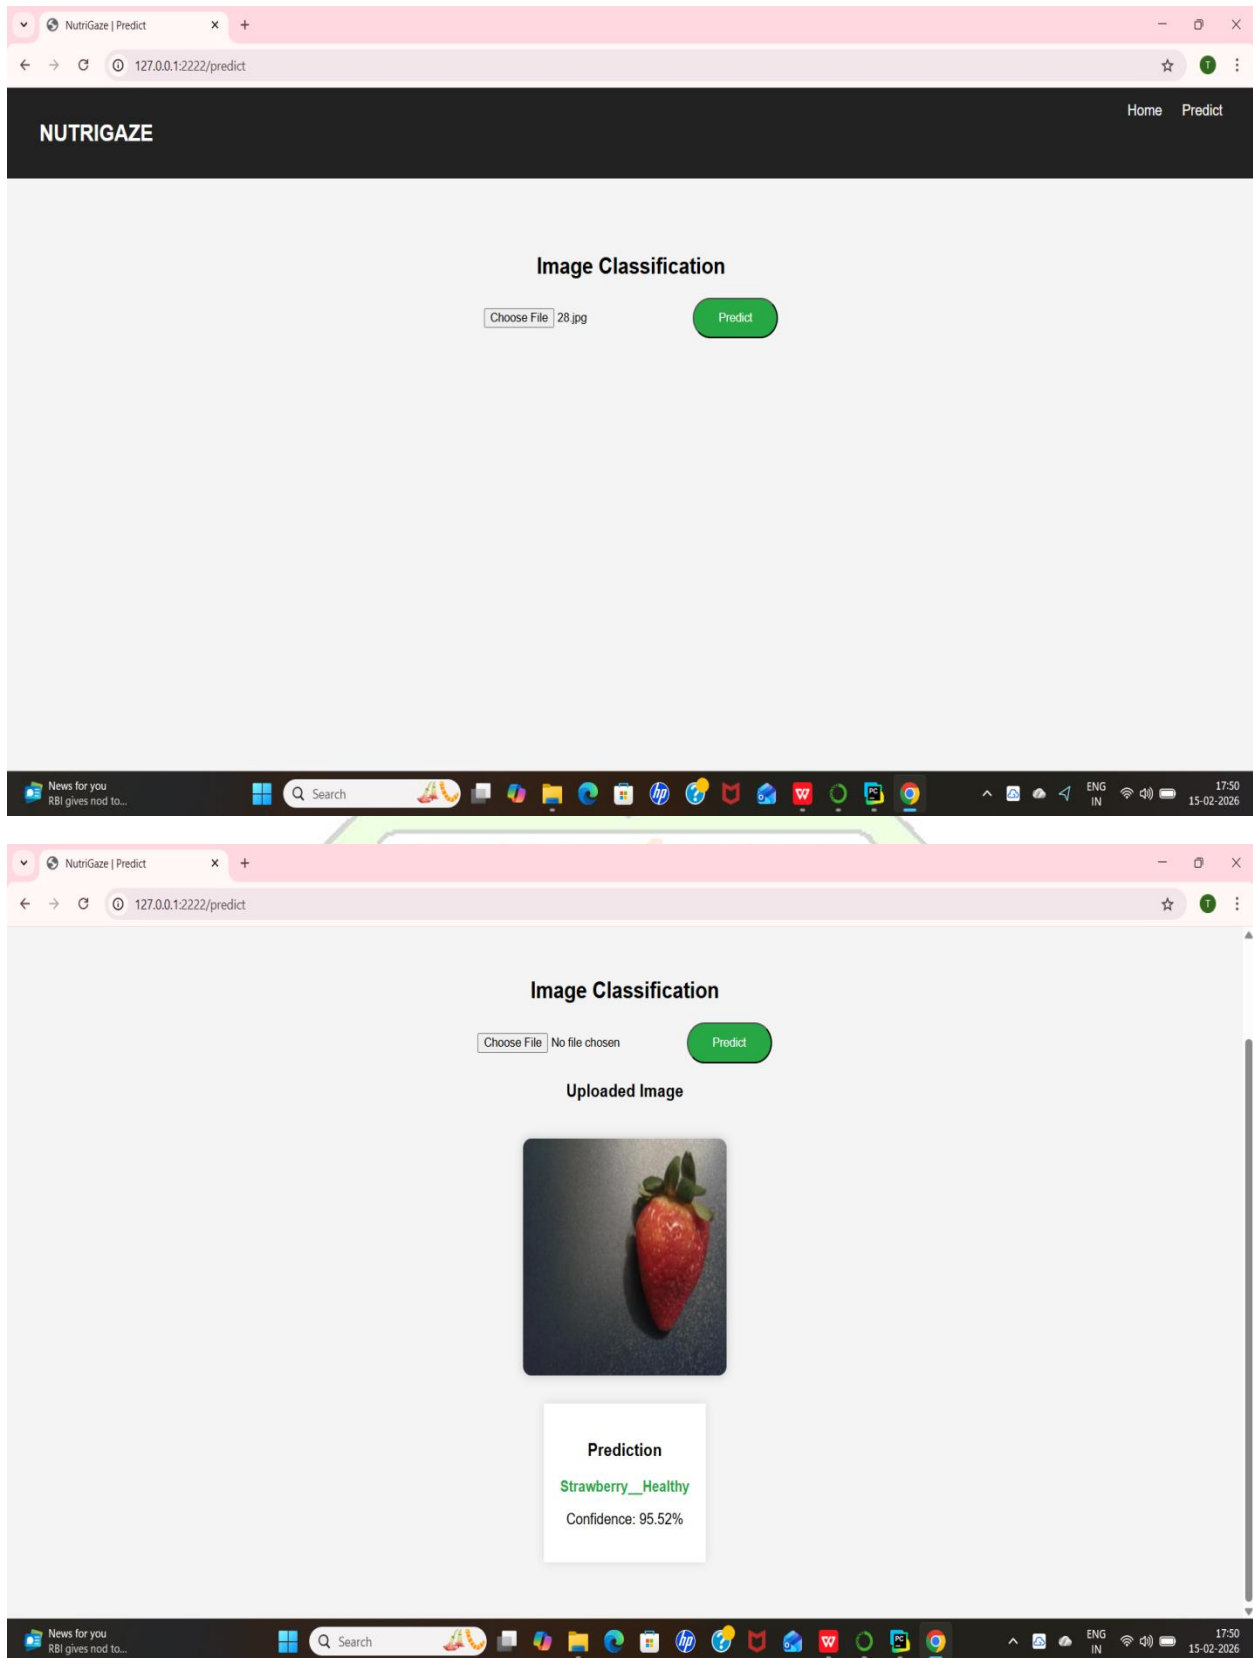 NutriGaze | Predict
127.0.0.1:2222/predict
Home Predict
NUTRIGAZE
Image Classification
Choose File 28.jpg Predict
News for you
RBI gives nod to...
Search
ENG
IN
17:50
15-02-2026
NutriGaze | Predict
127.0.0.1:2222/predict
Image Classification
Choose File No file chosen Predict
Uploaded Image
Prediction
Strawberry__Healthy
Confidence: 95.52%
News for you
RBI gives nod to...
Search
ENG
IN
17:50
15-02-2026